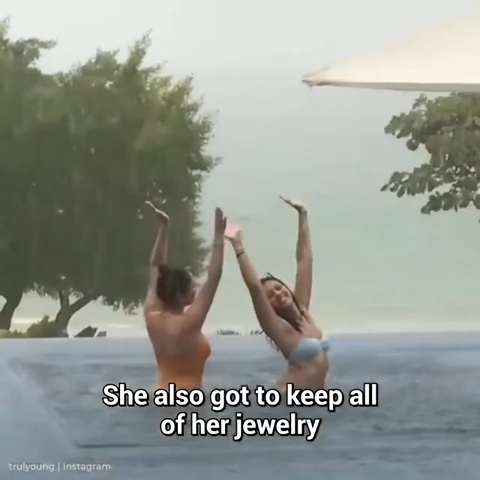 She also got to keep all
of her jewelry
trulyoung | Instagram